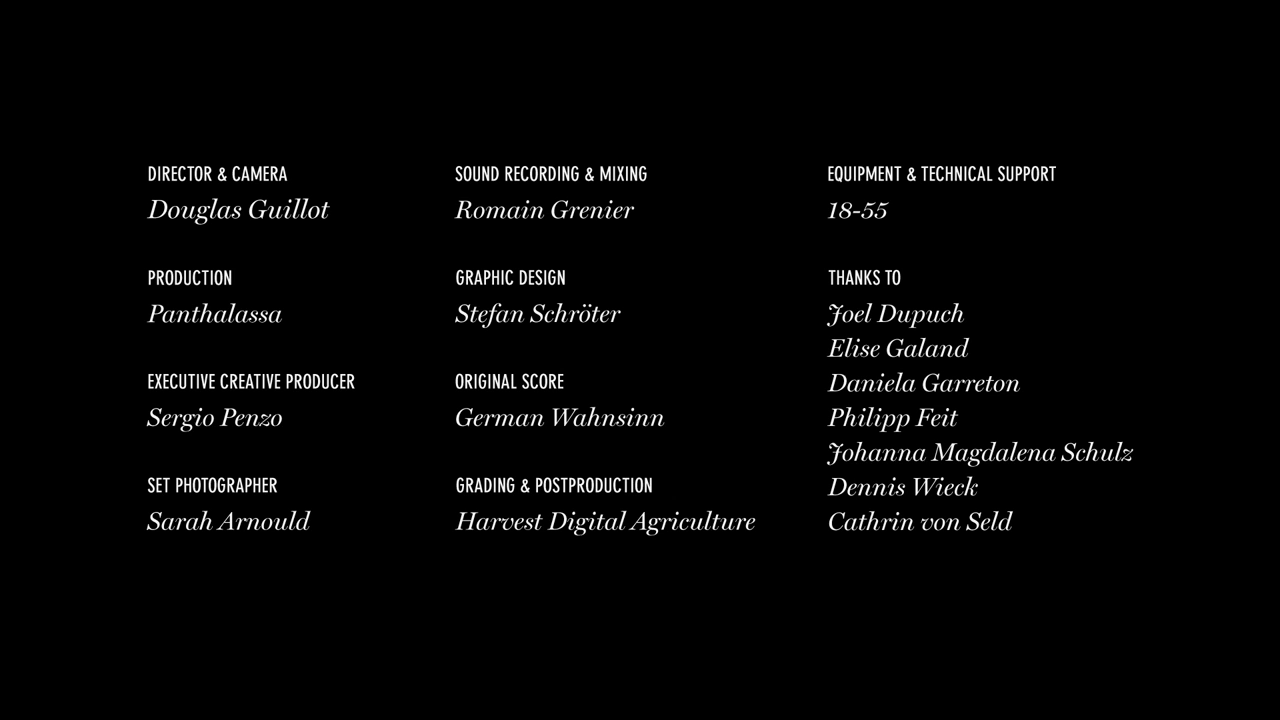 DIRECTOR & CAMERA
Douglas Guillot
PRODUCTION
Panthalassa
EXECUTIVE CREATIVE PRODUCER
Sergio Penzo
SET PHOTOGRAPHER
Sarah Arnould
SOUND RECORDING & MIXING
Romain Grenier
GRAPHIC DESIGN
Stefan Schröter
ORIGINAL SCORE
German Wahnsinn
GRADING & POSTPRODUCTION
Harvest Digital Agriculture
EQUIPMENT & TECHNICAL SUPPORT
18-55
THANKS TO
Joel Dupuch
Elise Galand
Daniela Garreton
Philipp Feit
Johanna Magdalena Schulz
Dennis Wieck
Cathrin von Seld